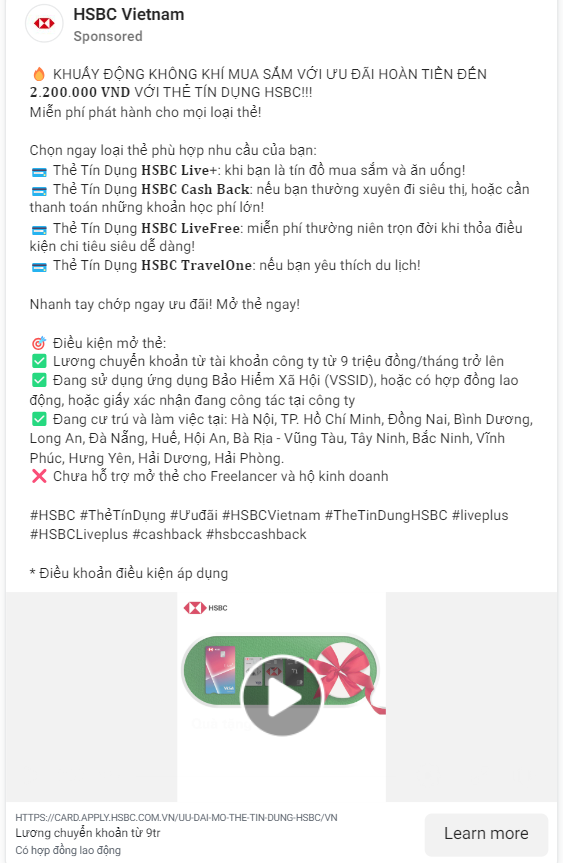 HSBC Vietnam
Sponsored
🔥 KHUẤY ĐỘNG KHÔNG KHÍ MUA SẮM VỚI ƯU ĐÃI HOÀN TIỀN ĐẾN
2.200.000 VND VỚI THẺ TÍN DỤNG HSBC!!!
Miễn phí phát hành cho mọi loại thẻ!
Chọn ngay loại thẻ phù hợp nhu cầu của bạn:
💳 Thẻ Tín Dụng HSBC Live+: khi bạn là tín đồ mua sắm và ăn uống!
💳 Thẻ Tín Dụng HSBC Cash Back: nếu bạn thường xuyên đi siêu thị, hoặc cần
thanh toán những khoản học phí lớn!
💳 Thẻ Tín Dụng HSBC LiveFree: miễn phí thường niên trọn đời khi thỏa điều
kiện chi tiêu siêu dễ dàng!
💳 Thẻ Tín Dụng HSBC TravelOne: nếu bạn yêu thích du lịch!
Nhanh tay chớp ngay ưu đãi! Mở thẻ ngay!
🎯 Điều kiện mở thẻ:
✅ Lương chuyển khoản từ tài khoản công ty từ 9 triệu đồng/tháng trở lên
✅ Đang sử dụng ứng dụng Bảo Hiểm Xã Hội (VSSID), hoặc có hợp đồng lao
động, hoặc giấy xác nhận đang công tác tại công ty
✅ Đang cư trú và làm việc tại: Hà Nội, TP. Hồ Chí Minh, Đồng Nai, Bình Dương,
Long An, Đà Nẵng, Huế, Hội An, Bà Rịa - Vũng Tàu, Tây Ninh, Bắc Ninh, Vĩnh
Phúc, Hưng Yên, Hải Dương, Hải Phòng.
❌ Chưa hỗ trợ mở thẻ cho Freelancer và hộ kinh doanh
#HSBC #ThẻTínDụng #Ưuđãi #HSBCVietnam #TheTinDungHSBC #liveplus
#HSBCLiveplus #cashback #hsbccashback
* Điều khoản điều kiện áp dụng
HSBC
HTTPS://CARD.APPLY.HSBC.COM.VN/UU-DAI-MO-THE-TIN-DUNG-HSBC/VN
Lương chuyển khoản từ 9tr
Có hợp đồng lao động
Learn more